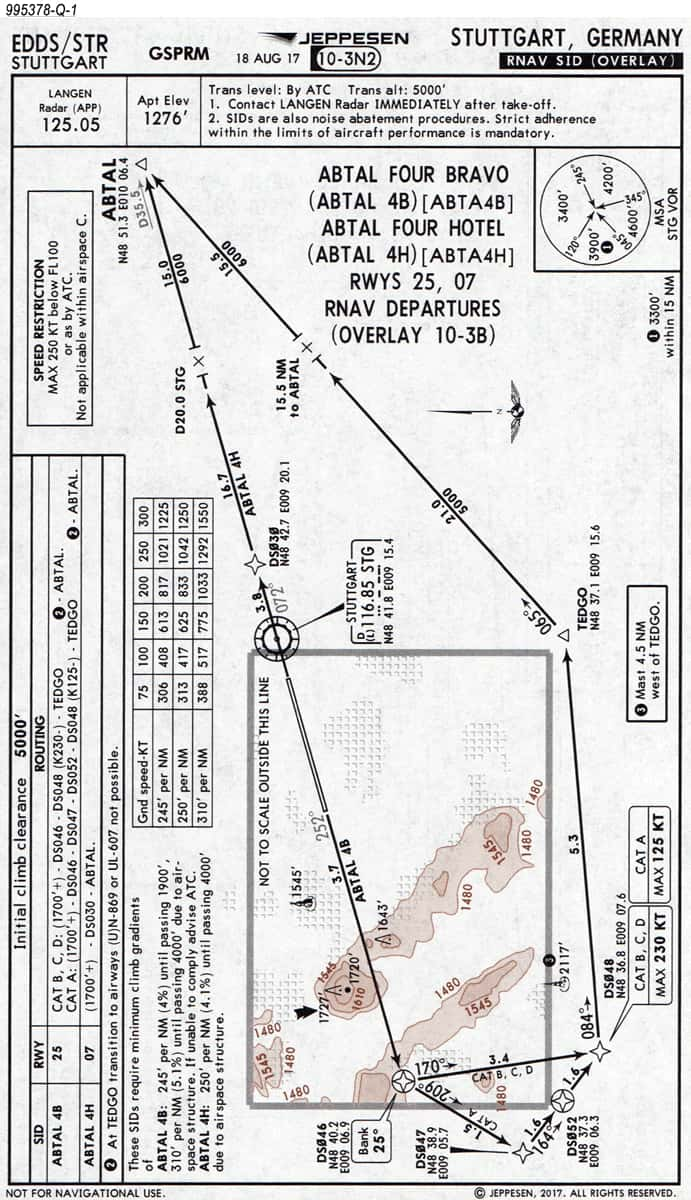 995378-Q-1
EDDS/STR
STUTTGART
GSPRM
JEPPESEN
18 AUG 17
10-3N2
STUTTGART, GERMANY
RNAV SID (OVERLAY)
LANGEN
Radar (APP)
125.05
Apt Elev
1276'
Trans level: By ATC Trans alt: 5000'
1. Contact LANGEN Radar IMMEDIATELY after take-off.
2. SIDs are also noise abatement procedures. Strict adherence
within the limits of aircraft performance is mandatory.
ABTAL FOUR BRAVO
(ABTAL 4B) [ABTA4B]
ABTAL FOUR HOTEL
(ABTAL 4H) [ABTA4H]
RWYS 25, 07
RNAV DEPARTURES
(OVERLAY 10-3B)
3400'
4200'
4600'
3900'
1
245°
345°
045°
120°
MSA
STG VOR
1 3300'
within 15 NM
SPEED RESTRICTION
MAX 250 KT below FL100
or as by ATC.
Not applicable within airspace C.
ABTAL
N48 51.3 E010 06.4
D35.5
15.0
6000
15.5
6000
D20.0 STG
15.5 NM
to ABTAL
N
16.7
ABTAL 4H
21.0
5000
DS030
N48 42.7 E009 20.1
3.8
072°
STUTTGART
D
(L)116.85 STG
N48 41.8 E009 15.4
065°
TEDGO
N48 37.1 E009 15.6
3 Mast 4.5 NM
west of TEDGO.
Initial climb clearance 5000'
SID RWY ROUTING
ABTAL 4B 25 CAT B, C, D: (1700'+) - DS046 - DS048 (K230-) - TEDGO 2 - ABTAL.
CAT A: (1700'+) - DS046 - DS047 - DS052 - DS048 (K125-) - TEDGO 2 - ABTAL.
ABTAL 4H 07 (1700'+) - DS030 - ABTAL.
2 At TEDGO transition to airways (U)N-869 or UL-607 not possible.
These SIDs require minimum climb gradients
of
ABTAL 4B: 245' per NM (4%) until passing 1900',
310' per NM (5.1%) until passing 4000' due to air-
space structure. If unable to comply advise ATC.
ABTAL 4H: 250' per NM (4.1%) until passing 4000'
due to airspace structure.
Gnd speed-KT 75 100 150 200 250 300
245' per NM 306 408 613 817 1021 1225
250' per NM 313 417 625 833 1042 1250
310' per NM 388 517 775 1033 1292 1550
NOT TO SCALE OUTSIDE THIS LINE
252°
3.7
ABTAL 4B
1545'
1643'
1545
1720'
1727'
1610
1480
1545
1480
1480
1480
1480
1545
1480
1480
1545
1480
1480
3
2117'
5.3
084°
DS048
N48 36.8 E009 07.6
CAT B, C, D
MAX 230 KT
CAT A
MAX 125 KT
170°
3.4
CAT B, C, D
209°
1.5
CAT A
DS046
N48 40.2
E009 06.9
Bank
25°
DS047
N48 38.9
E009 05.7
1.6
164°
1.6
DS052
N48 37.3
E009 06.3
NOT FOR NAVIGATIONAL USE.
© JEPPESEN, 2017. ALL RIGHTS RESERVED.